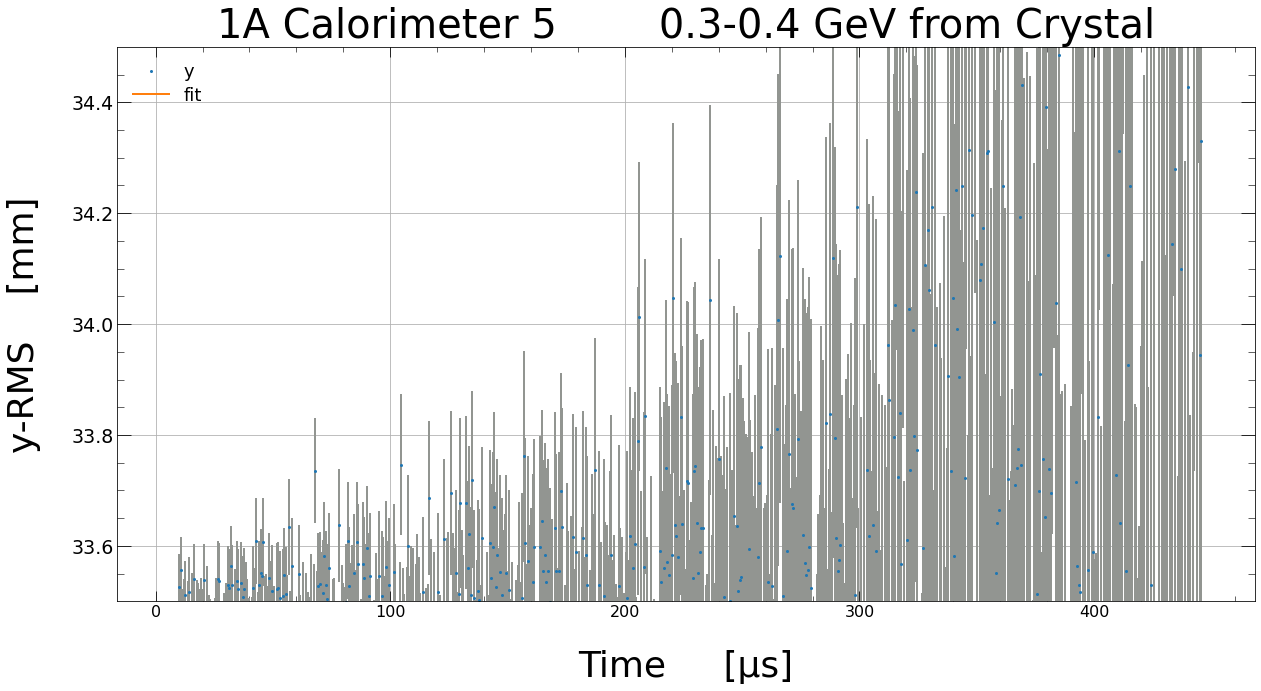 1A Calorimeter 5 0.3-0.4 GeV from Crystal
y
fit
34.4
34.2
34.0
33.8
33.6
y-RMS [mm]
0 100 200 300 400
Time [µs]